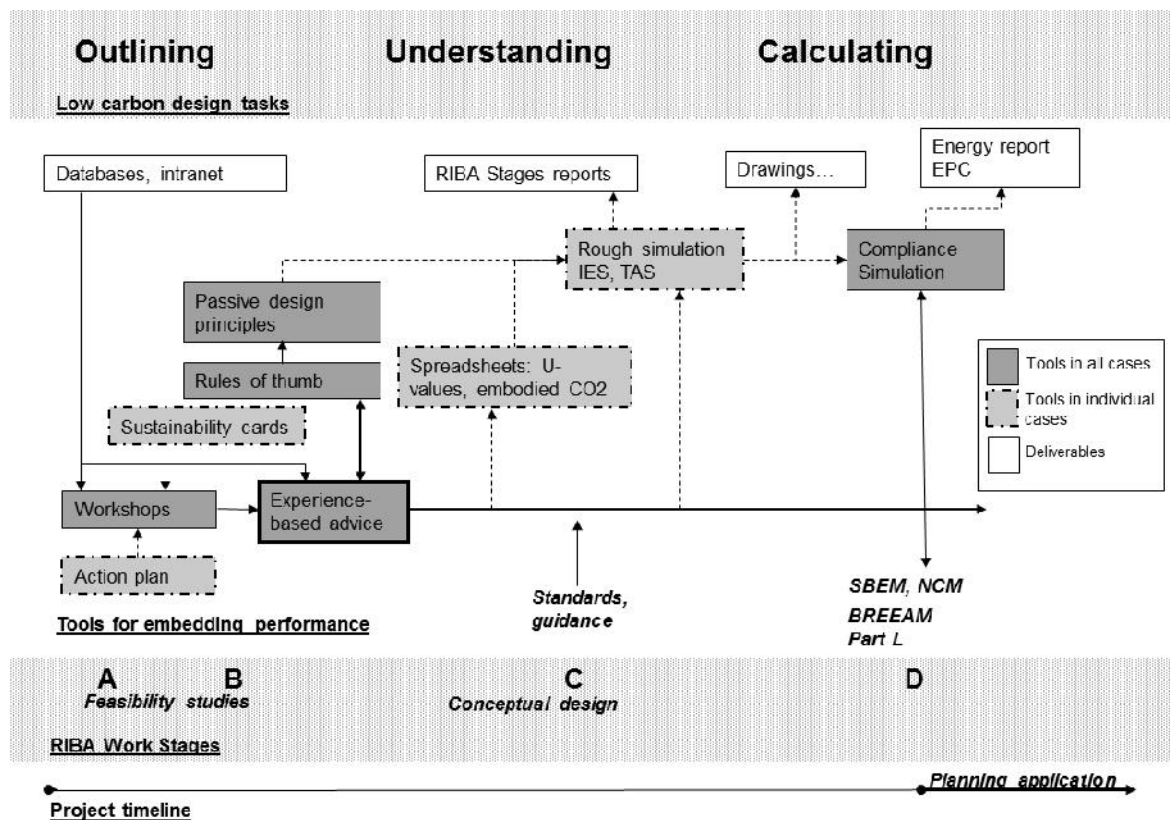 Outlining
Understanding
Calculating
Low carbon design tasks
Databases, intranet
RIBA Stages reports
Drawings...
Energy report
EPC
Rough simulation
IES, TAS
Compliance
Simulation
Passive design
principles
Spreadsheets: U-
values, embodied CO2
Rules of thumb
Sustainability cards
Tools in all cases
Tools in individual
cases
Deliverables
Workshops
Experience-
based advice
Action plan
Standards,
guidance
SBEM, NCM
BREEAM
Part L
Tools for embedding performance
A
B
C
D
Feasibility studies
Conceptual design
RIBA Work Stages
Planning application
Project timeline